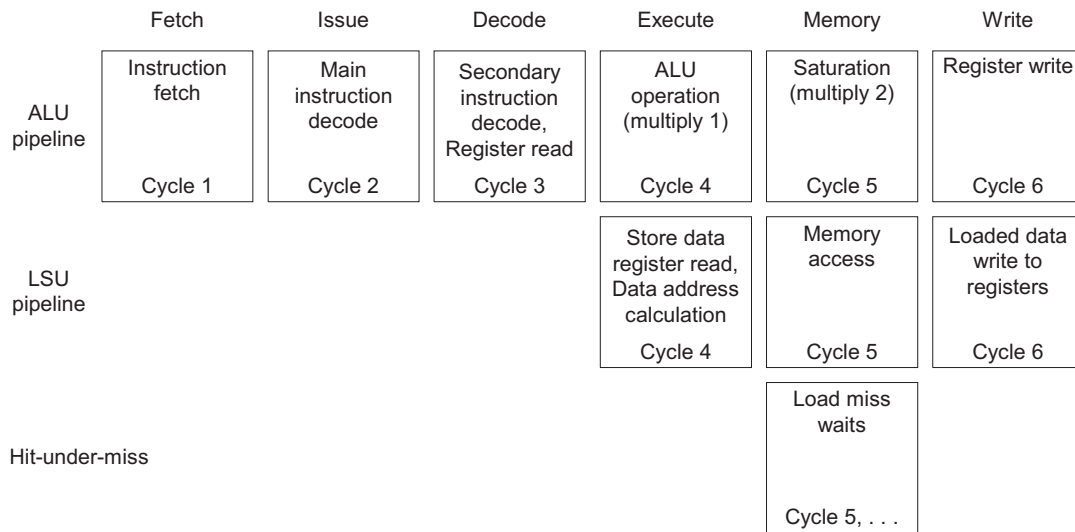 Fetch
Issue
Decode
Execute
Memory
Write
ALU
pipeline
Instruction
fetch
Cycle 1
Main
instruction
decode
Cycle 2
Secondary
instruction
decode,
Register read
Cycle 3
ALU
operation
(multiply 1)
Cycle 4
Saturation
(multiply 2)
Cycle 5
Register write
Cycle 6
LSU
pipeline
Store data
register read,
Data address
calculation
Cycle 4
Memory
access
Cycle 5
Loaded data
write to
registers
Cycle 6
Hit-under-miss
Load miss
waits
Cycle 5, . . .